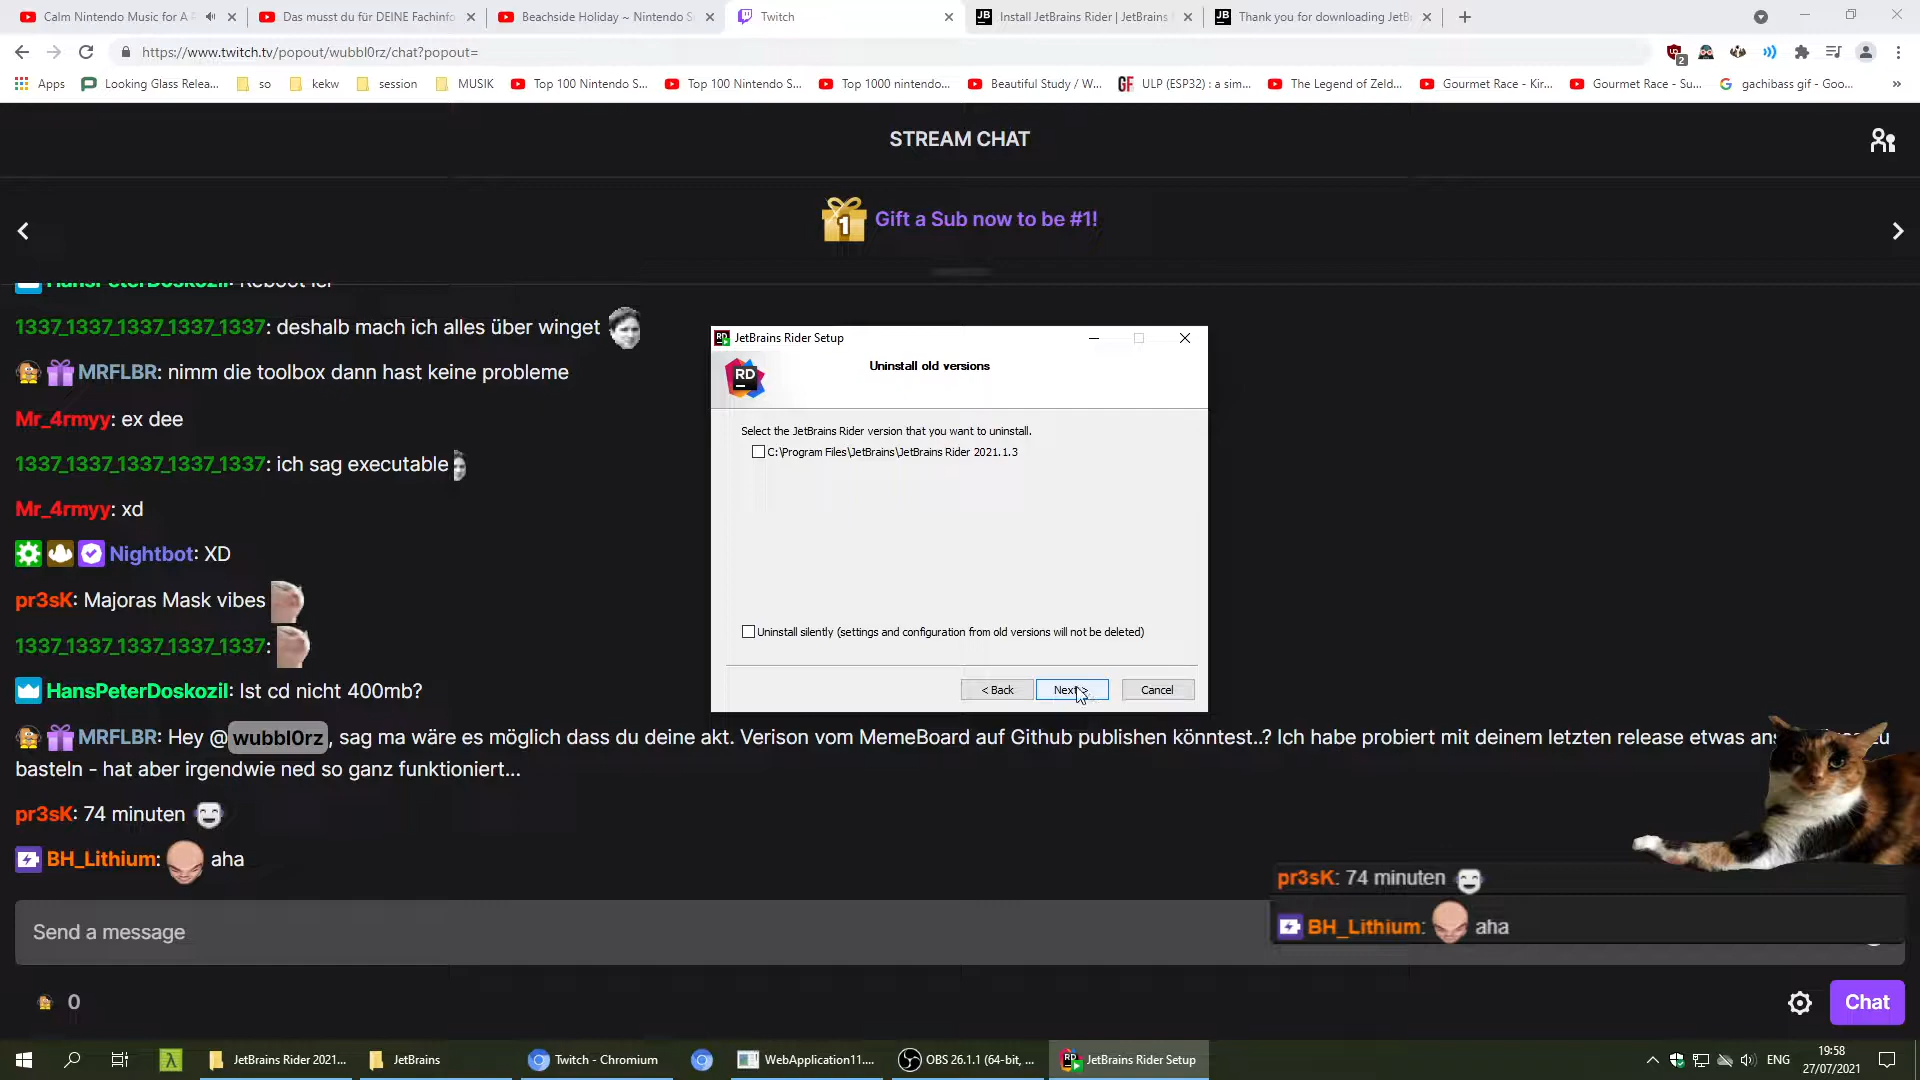 Calm Nintendo Music for A
Das musst du für DEINE Fachinfo
Beachside Holiday ~ Nintendo S
Twitch
Install JetBrains Rider | JetBrains
Thank you for downloading JetB
https://www.twitch.tv/popout/wubbl0rz/chat?popout=
2
Apps
Looking Glass Relea...
so
kekw
session
MUSIK
Top 100 Nintendo S...
Top 100 Nintendo S...
Top 1000 nintendo...
Beautiful Study / W...
GF
ULP (ESP32) : a sim...
The Legend of Zeld...
Gourmet Race - Kir...
Gourmet Race - Su...
gachibass gif - Goo...
STREAM CHAT
1
Gift a Sub now to be #1!
HansPeterDoskozil: Reboot
1337_1337_1337_1337_1337: deshalb mach ich alles über winget
MRFLBR: nimm die toolbox dann hast keine probleme
Mr_4rmyy: ex dee
1337_1337_1337_1337_1337: ich sag executable
Mr_4rmyy: xd
Nightbot: XD
pr3sK: Majoras Mask vibes
1337_1337_1337_1337_1337:
HansPeterDoskozil: Ist cd nicht 400mb?
MRFLBR: Hey @wubbl0rz, sag ma wäre es möglich dass du deine akt. Verison vom MemeBoard auf Github publishen könntest..? Ich habe probiert mit deinem letzten release etwas
basteln - hat aber irgendwie ned so ganz funktioniert...
pr3sK: 74 minuten
BH_Lithium: aha
JetBrains Rider Setup
RD
Uninstall old versions
Select the JetBrains Rider version that you want to uninstall.
C:\Program Files\JetBrains\JetBrains Rider 2021.1.3
Uninstall silently (settings and configuration from old versions will not be deleted)
< Back
Next >
Cancel
pr3sK: 74 minuten
BH_Lithium: aha
Send a message
0
Chat
JetBrains Rider 2021...
JetBrains
Twitch - Chromium
WebApplication11....
OBS 26.1.1 (64-bit, ...
JetBrains Rider Setup
ENG
19:58
27/07/2021